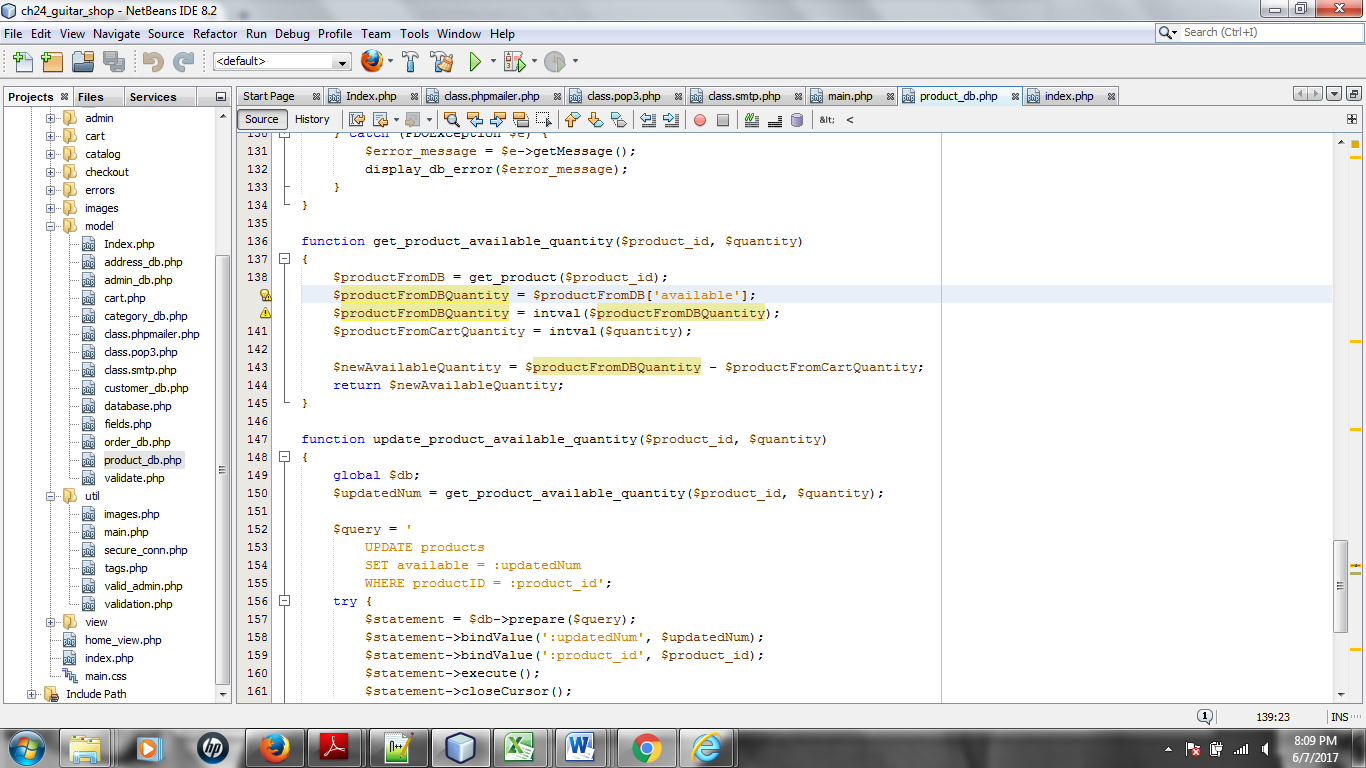 ch24_guitar_shop - NetBeans IDE 8.2
File Edit View Navigate Source Refactor Run Debug Profile Team Tools Window Help
Search (Ctrl+I)
<default>
Projects Files Services
Start Page Index.php class.phpmailer.php class.pop3.php class.smtp.php main.php product_db.php index.php
Source History
&lt; <
admin
cart
catalog
checkout
errors
images
model
Index.php
address_db.php
admin_db.php
cart.php
category_db.php
class.phpmailer.php
class.pop3.php
class.smtp.php
customer_db.php
database.php
fields.php
order_db.php
product_db.php
validate.php
util
images.php
main.php
secure_conn.php
tags.php
valid_admin.php
validation.php
view
home_view.php
index.php
main.css
Include Path
130 } catch (PDOException $e) {
131 $error_message = $e->getMessage();
132 display_db_error($error_message);
133 }
134 }
135
136 function get_product_available_quantity($product_id, $quantity)
137 {
138 $productFromDB = get_product($product_id);
$productFromDBQuantity = $productFromDB['available'];
$productFromDBQuantity = intval($productFromDBQuantity);
141 $productFromCartQuantity = intval($quantity);
142
143 $newAvailableQuantity = $productFromDBQuantity - $productFromCartQuantity;
144 return $newAvailableQuantity;
145 }
146
147 function update_product_available_quantity($product_id, $quantity)
148 {
149 global $db;
150 $updatedNum = get_product_available_quantity($product_id, $quantity);
151
152 $query = '
153 UPDATE products
154 SET available = :updatedNum
155 WHERE productID = :product_id';
156 try {
157 $statement = $db->prepare($query);
158 $statement->bindValue(':updatedNum', $updatedNum);
159 $statement->bindValue(':product_id', $product_id);
160 $statement->execute();
161 $statement->closeCursor();
1
139:23
INS
hp
n++
8:09 PM
6/7/2017